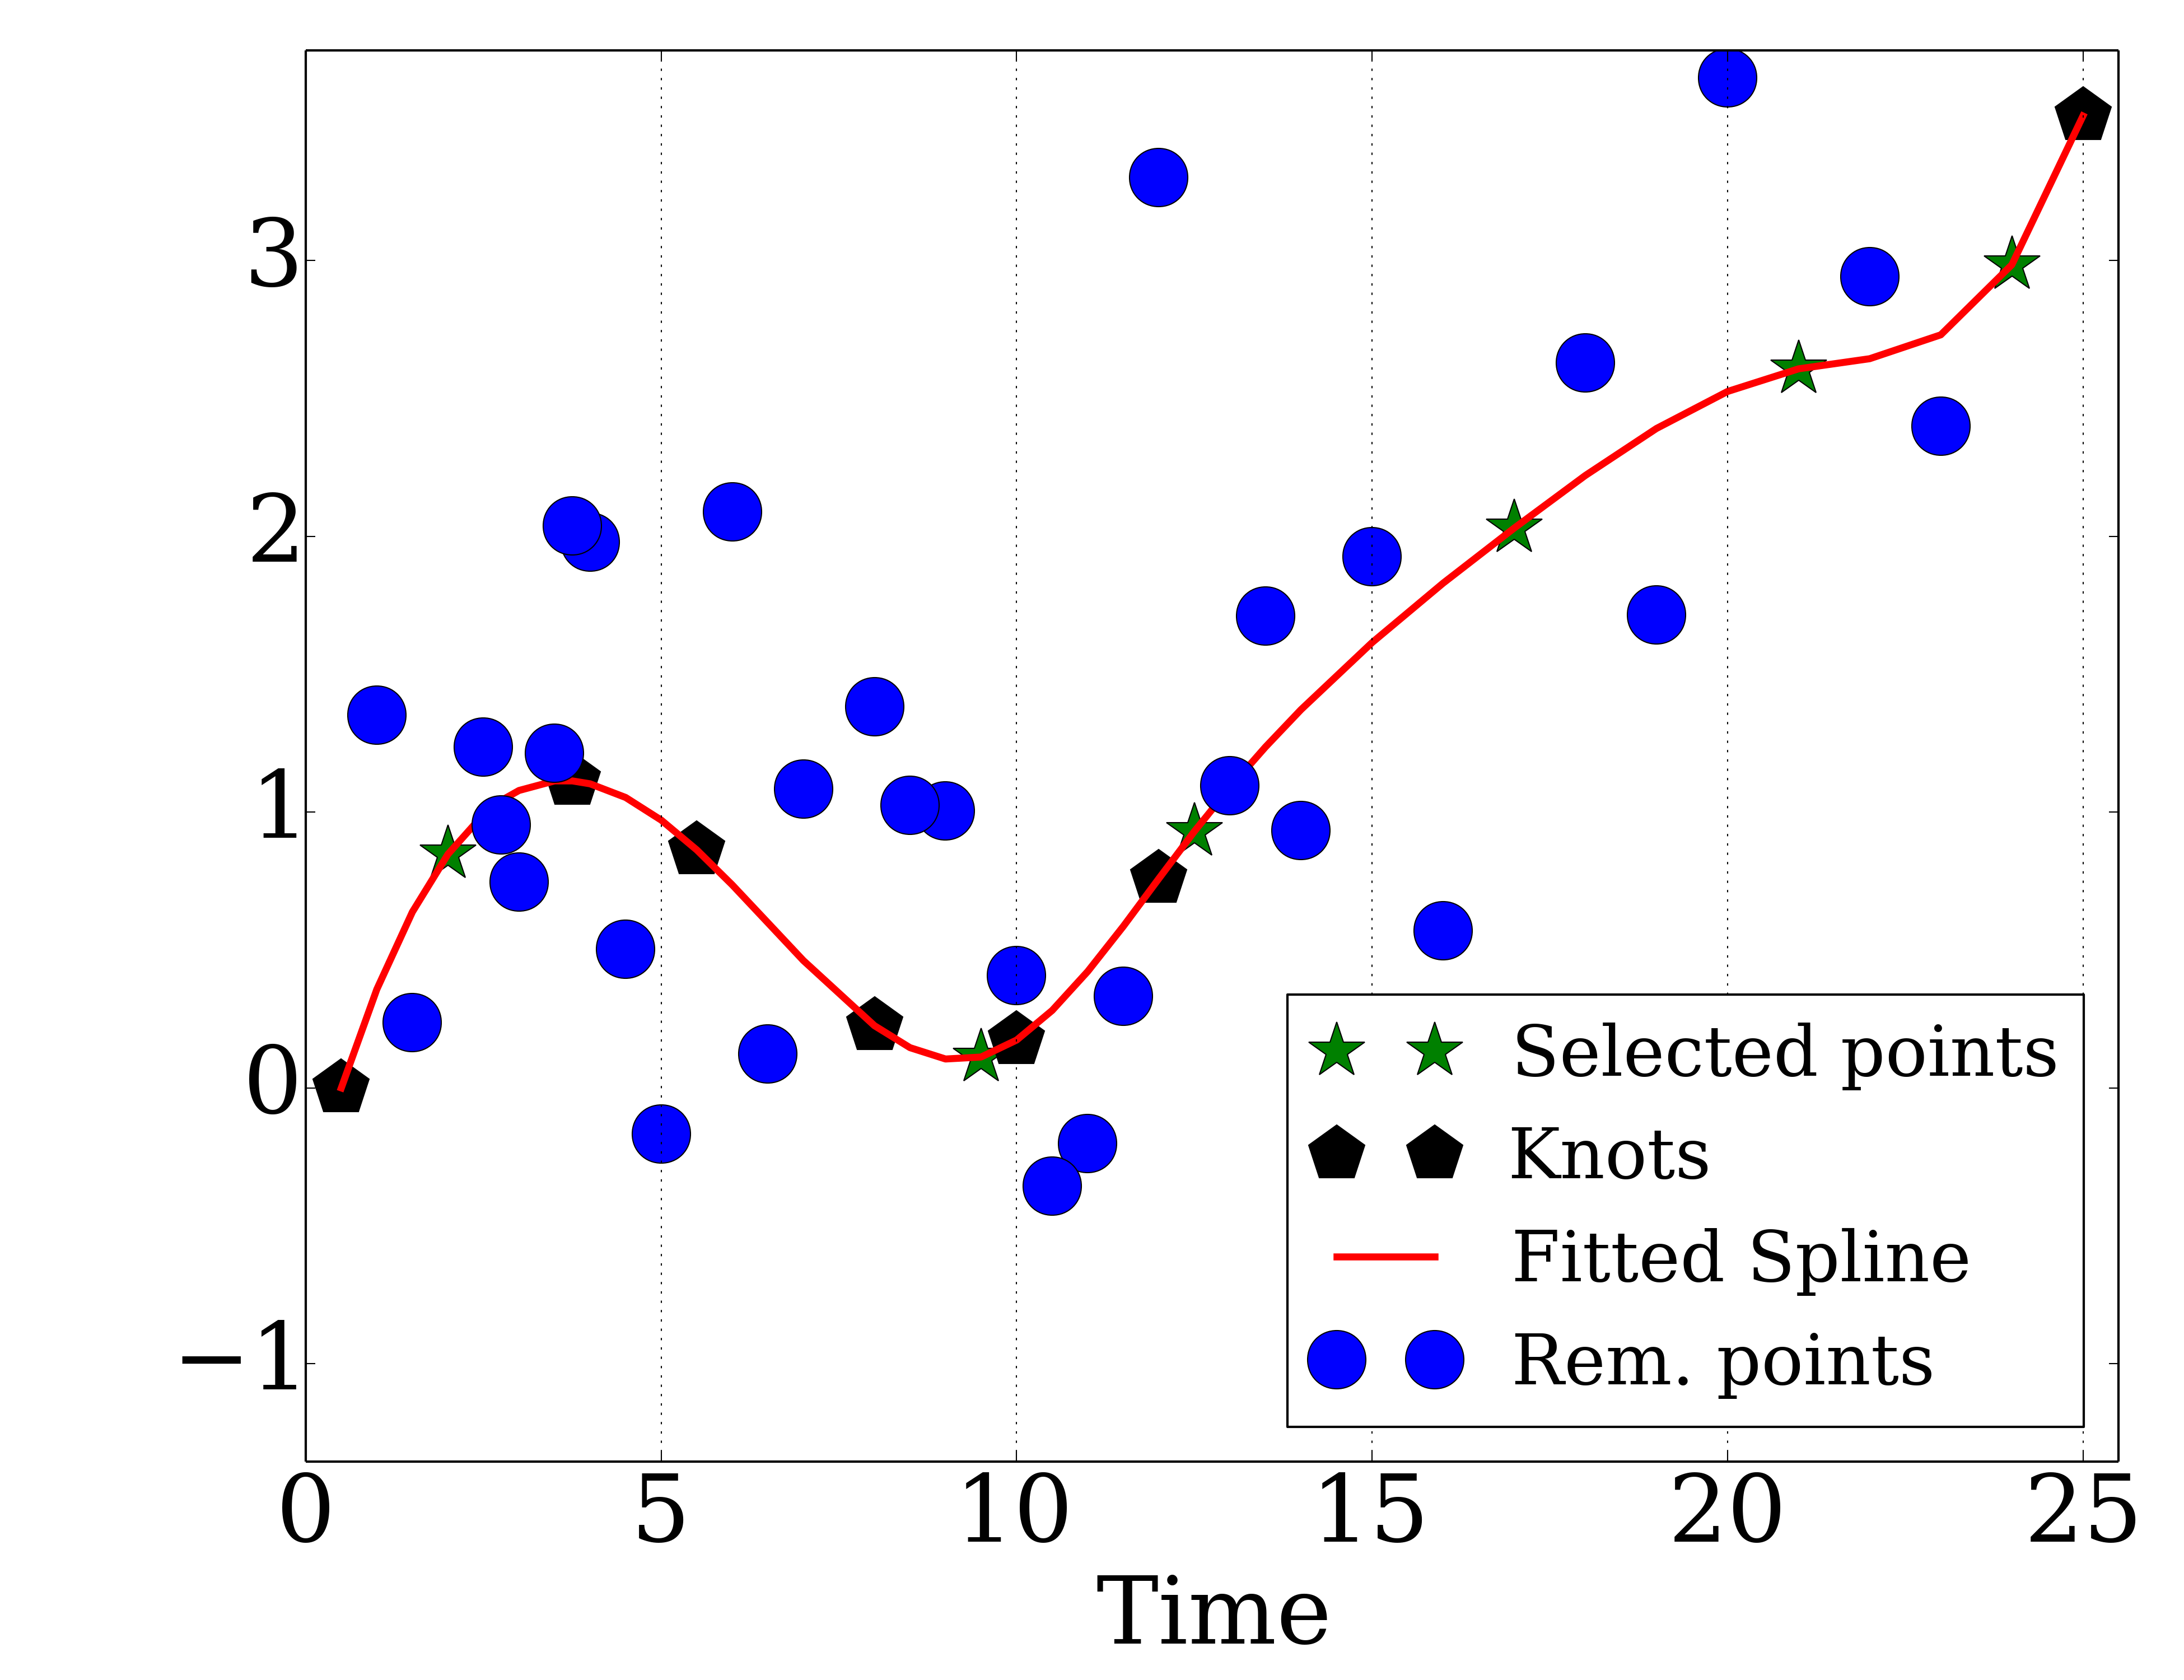 3
2
1
0
−1
0 5 10 15 20 25
Time
Selected points
Knots
Fitted Spline
Rem. points